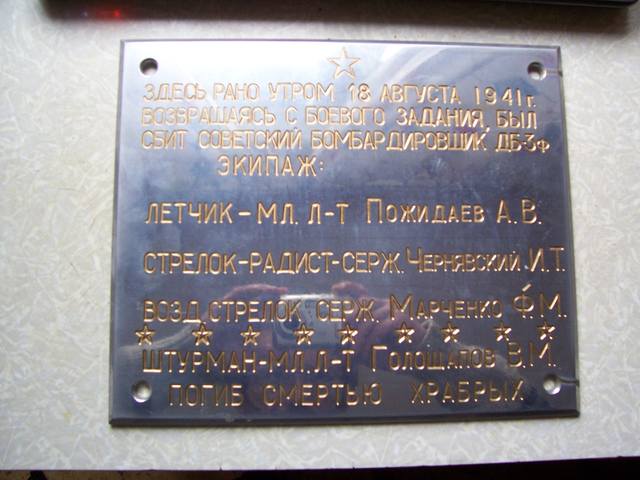 ЗДЕСЬ РАНО УТРОМ 18 АВГУСТА 1941 г.
ВОЗВРАЩАЯСЬ С БОЕВОГО ЗАДАНИЯ, БЫЛ
СБИТ СОВЕТСКИЙ БОМБАРДИРОВЩИК ДБ-3ф
ЭКИПАЖ:
ЛЕТЧИК-МЛ. Л-Т ПОЖИДАЕВ А.В.
СТРЕЛОК-РАДИСТ-СЕРЖ. ЧЕРНЯВСКИЙ И.Т.
ВОЗД. СТРЕЛОК СЕРЖ. МАРЧЕНКО Ф.М.
ШТУРМАН-МЛ. Л-Т ГОЛОЩАПОВ В.М.
ПОГИБ СМЕРТЬЮ ХРАБРЫХ